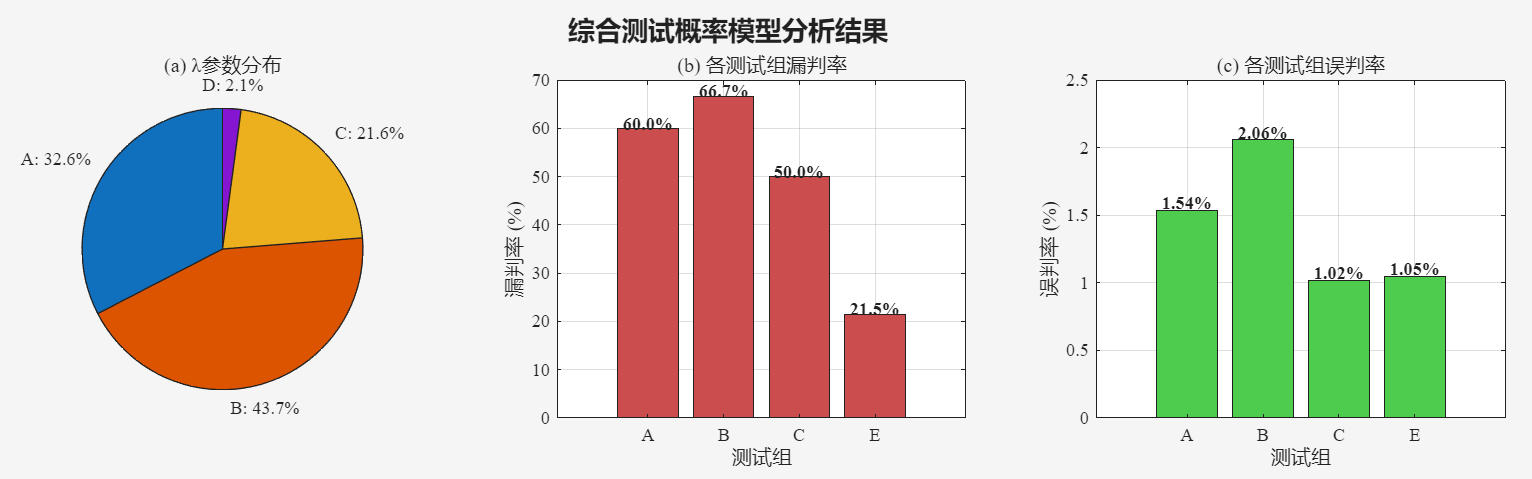 综合测试概率模型分析结果
(a) λ参数分布
D: 2.1%
C: 21.6%
A: 32.6%
B: 43.7%
(b) 各测试组漏判率
漏判率 (%)
70
60
50
40
30
20
10
0
60.0%
66.7%
50.0%
21.5%
A
B
C
E
测试组
(c) 各测试组误判率
误判率 (%)
2.5
2
1.5
1
0.5
0
1.54%
2.06%
1.02%
1.05%
A
B
C
E
测试组